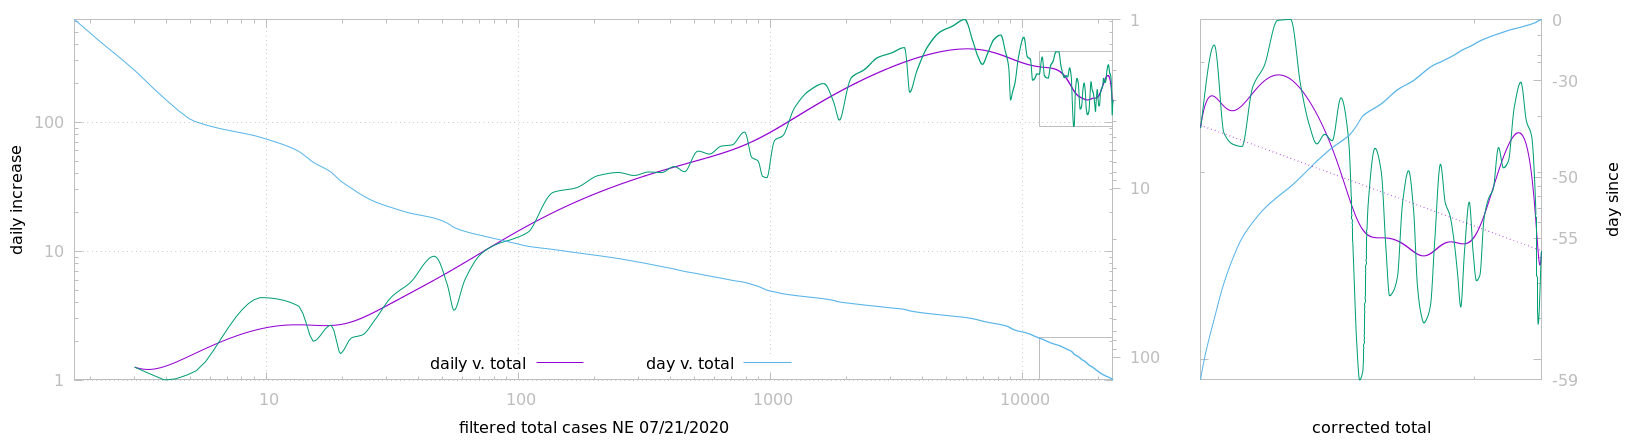 daily increase
100
10
1
10
100
1000
10000
daily v. total
day v. total
filtered total cases NE 07/21/2020
1
10
100
0
-30
-50
-55
-59
day since
corrected total